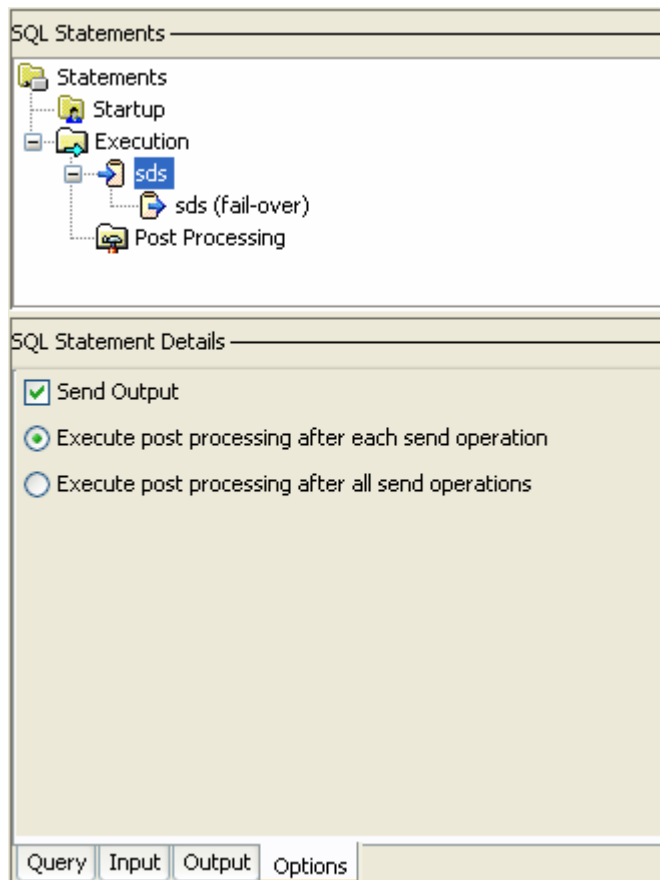 SQL Statements
Statements
Startup
Execution
sds
sds (fail-over)
Post Processing
SQL Statement Details
Send Output
Execute post processing after each send operation
Execute post processing after all send operations
Query Input Output Options